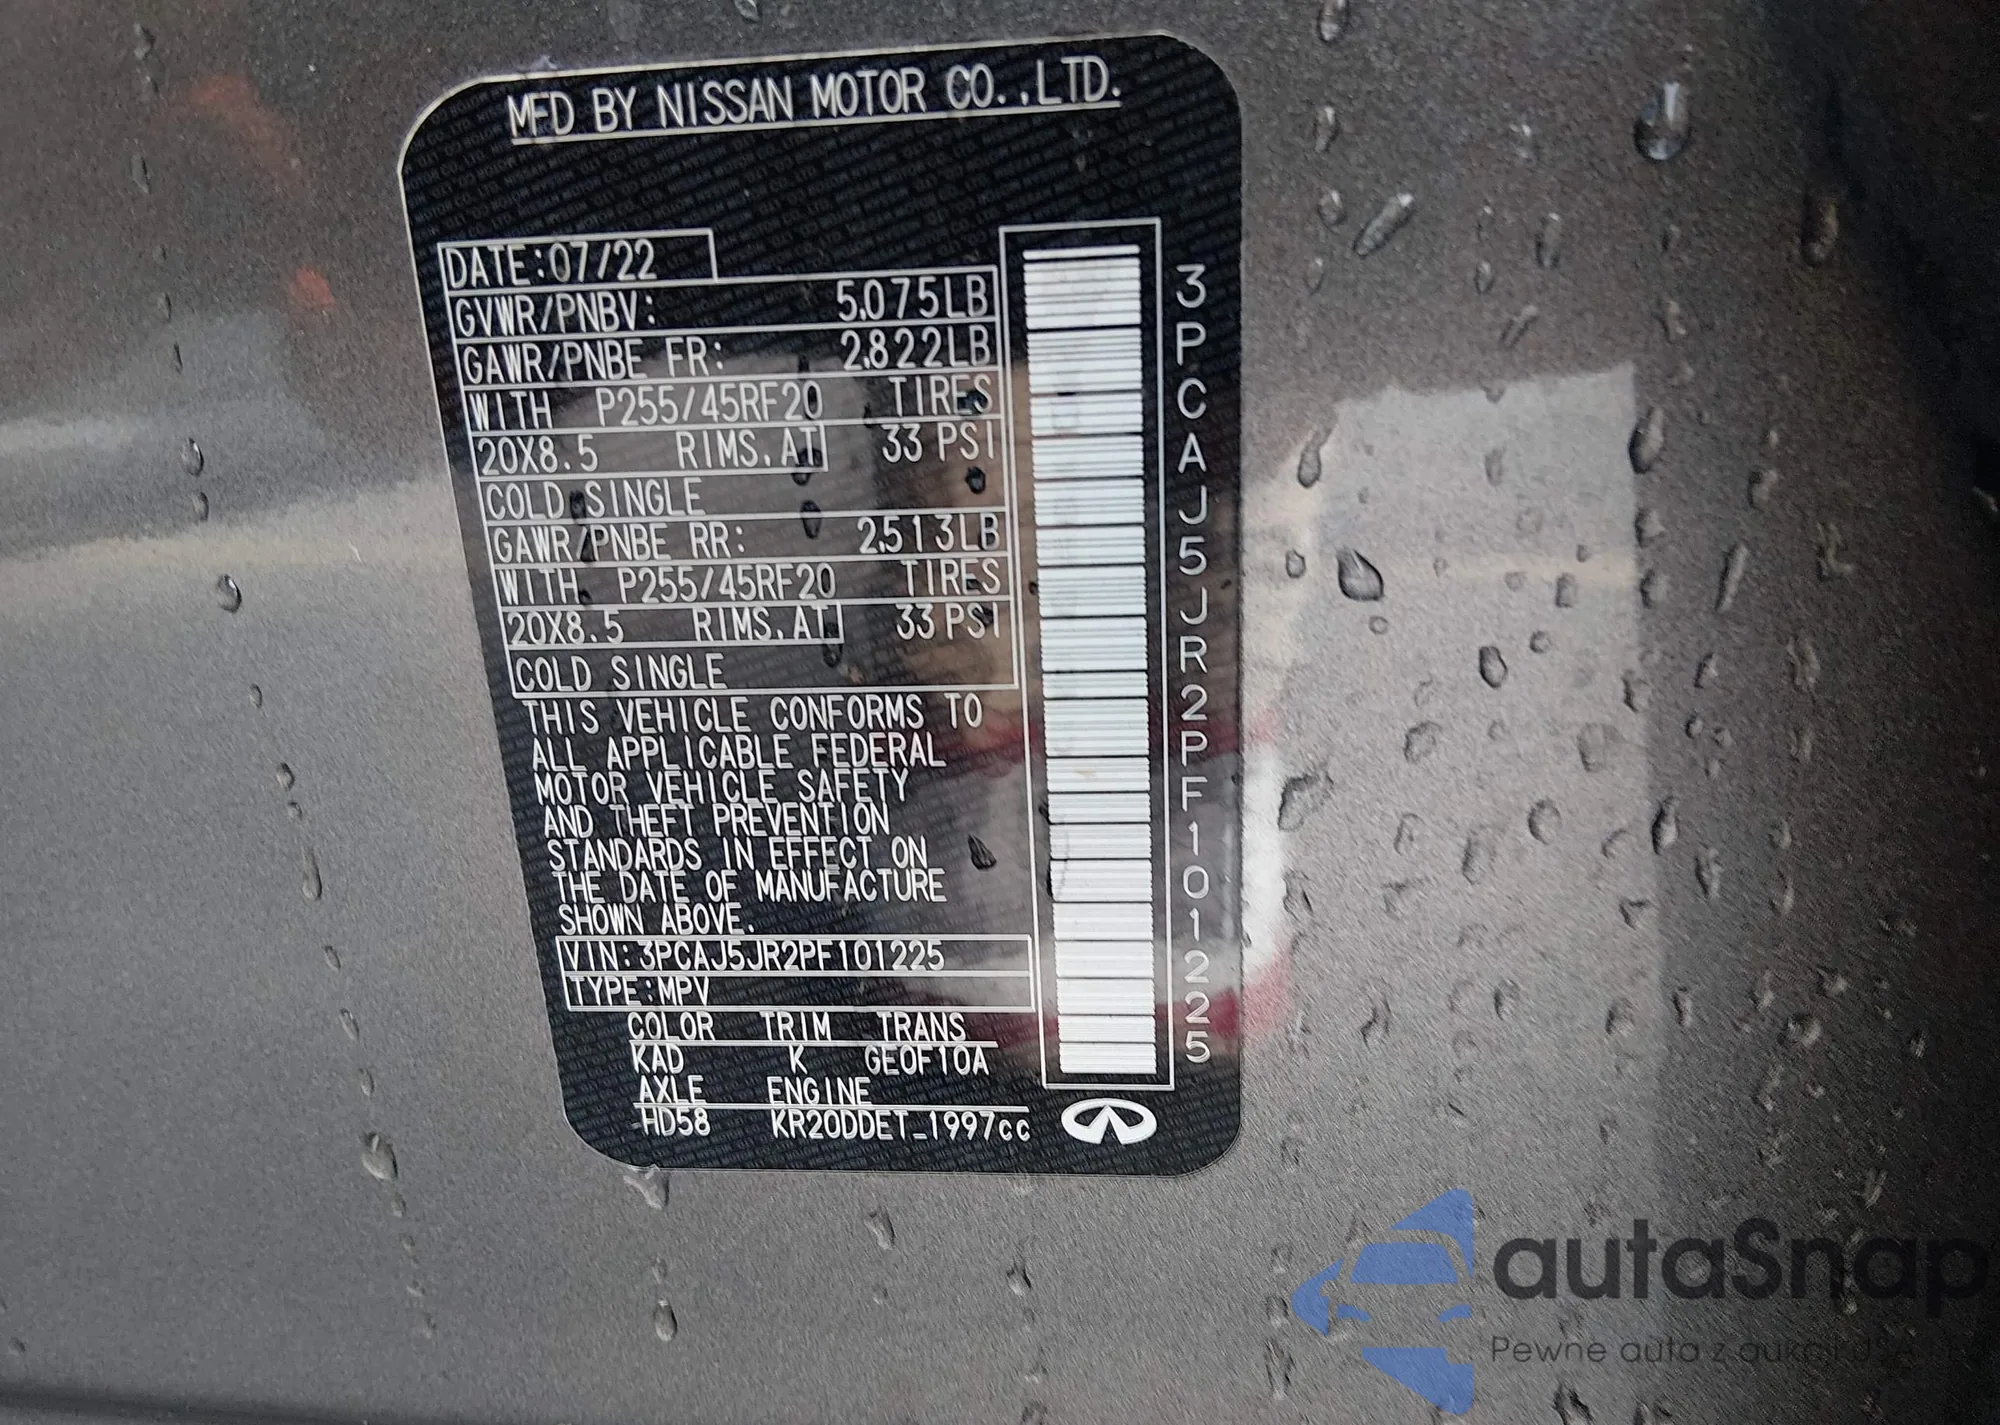 MFD BY NISSAN MOTOR CO.,LTD.
DATE:07/22
GVWR/PNBV: 5,075LB
GAWR/PNBE FR: 2,822LB
WITH P255/45RF20 TIRES
20X8.5 RIMS,AT 33 PSI
COLD SINGLE
GAWR/PNBE RR: 2,513LB
WITH P255/45RF20 TIRES
20X8.5 RIMS,AT 33 PSI
COLD SINGLE
THIS VEHICLE CONFORMS TO
ALL APPLICABLE FEDERAL
MOTOR VEHICLE SAFETY
AND THEFT PREVENTION
STANDARDS IN EFFECT ON
THE DATE OF MANUFACTURE
SHOWN ABOVE.
VIN:3PCAJ5JR2PF101225
TYPE:MPV
COLOR TRIM TRANS
KAD K GE0F10A
AXLE ENGINE
HD58 KR20DDET_1997cc
3PCAJ5JR2PF101225
autaSnap
Pewne auta z aukcji